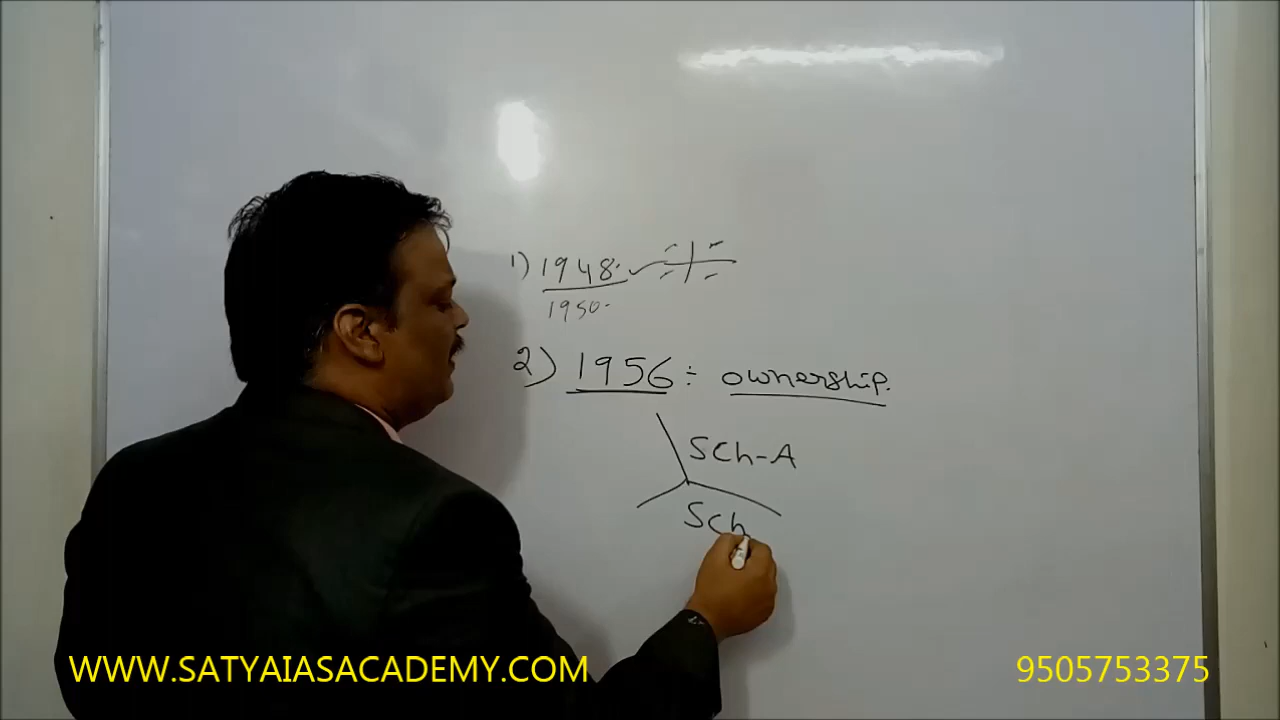 1) 1948:
1950-
2) 1956 ÷ ownership.
SCh-A
SCh
WWW.SATYAIASACADEMY.COM
9505753375